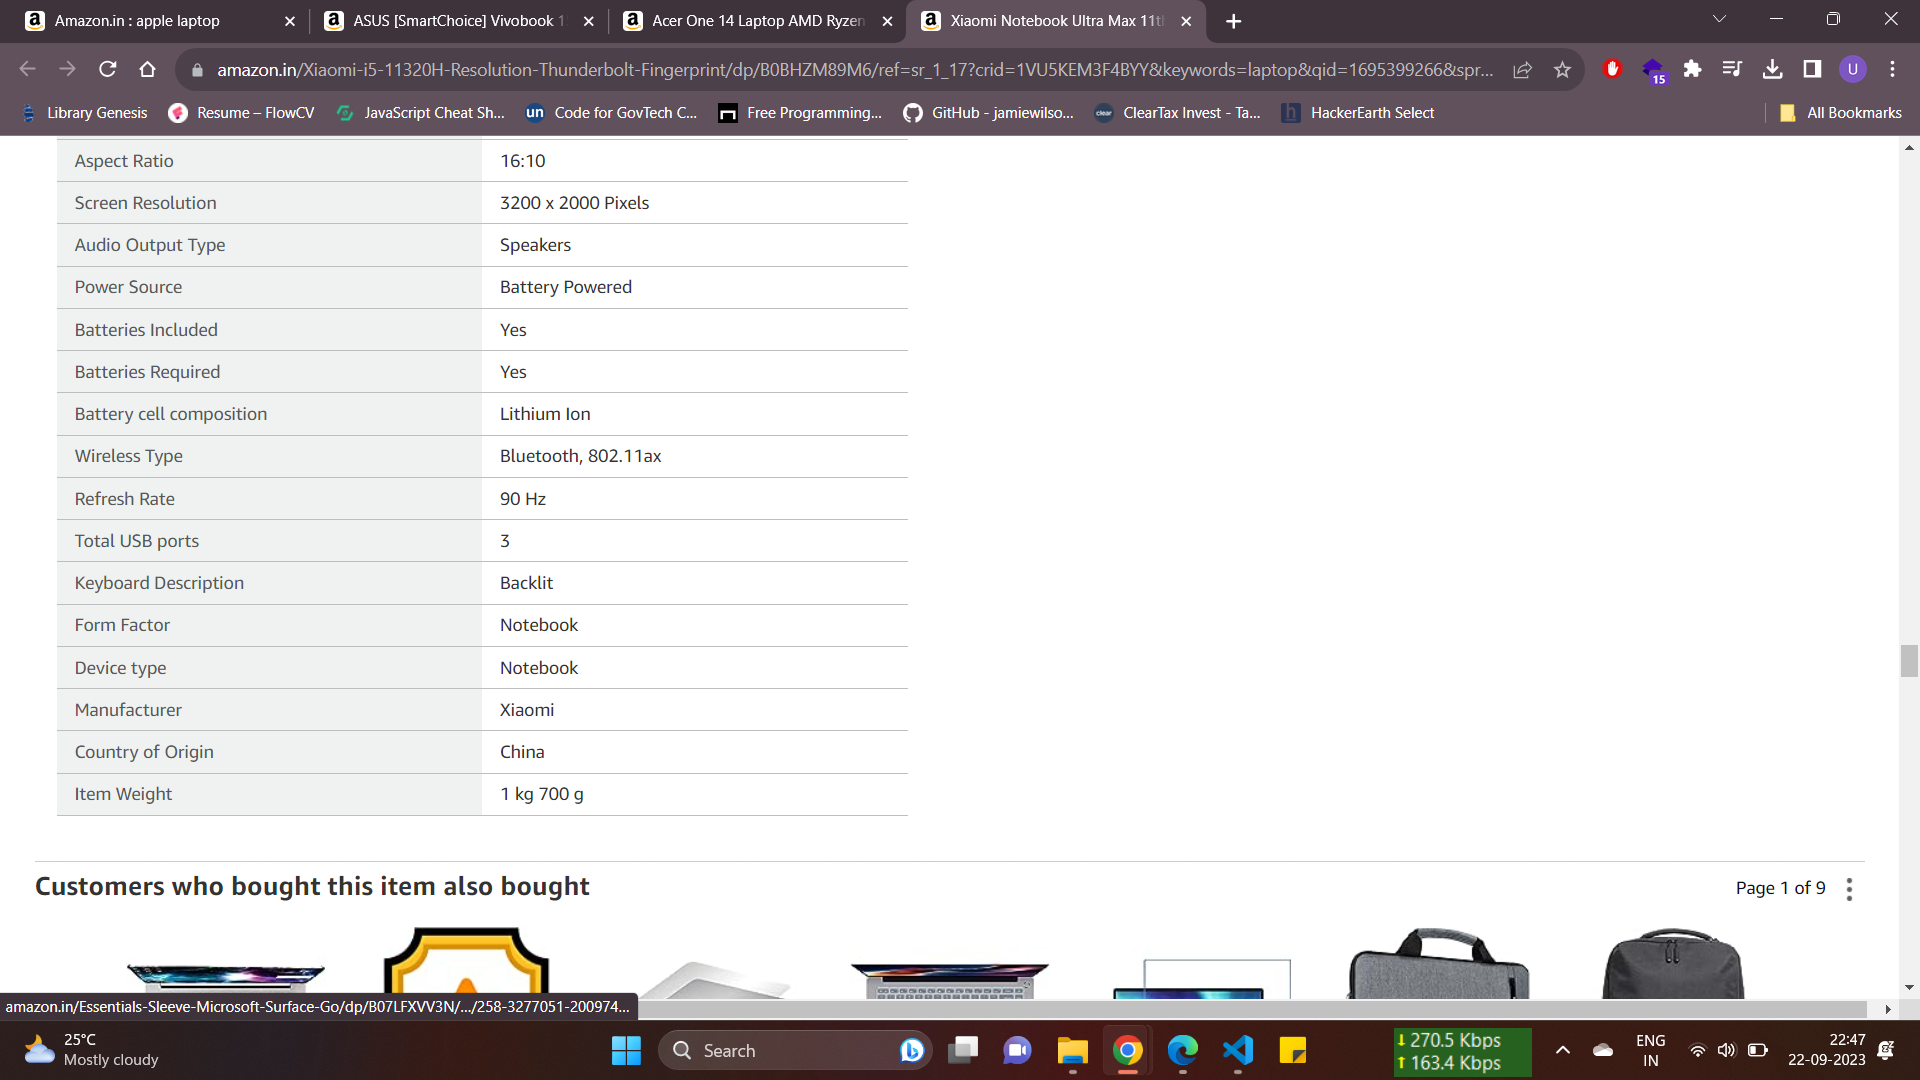 Amazon.in : apple laptop
ASUS [SmartChoice] Vivobook 1
Acer One 14 Laptop AMD Ryzen
Xiaomi Notebook Ultra Max 11th
amazon.in/Xiaomi-i5-11320H-Resolution-Thunderbolt-Fingerprint/dp/B0BHZM89M6/ref=sr_1_17?crid=1VU5KEM3F4BYY&keywords=laptop&qid=1695399266&spr...
15
U
Library Genesis
Resume – FlowCV
JavaScript Cheat Sh...
un
Code for GovTech C...
Free Programming...
GitHub - jamiewilso...
clear
ClearTax Invest - Ta...
h
HackerEarth Select
All Bookmarks
Aspect Ratio 16:10
Screen Resolution 3200 x 2000 Pixels
Audio Output Type Speakers
Power Source Battery Powered
Batteries Included Yes
Batteries Required Yes
Battery cell composition Lithium Ion
Wireless Type Bluetooth, 802.11ax
Refresh Rate 90 Hz
Total USB ports 3
Keyboard Description Backlit
Form Factor Notebook
Device type Notebook
Manufacturer Xiaomi
Country of Origin China
Item Weight 1 kg 700 g
Customers who bought this item also bought
Page 1 of 9
amazon.in/Essentials-Sleeve-Microsoft-Surface-Go/dp/B07LFXVV3N/.../258-3277051-200974...
25°C
Mostly cloudy
Search
270.5 Kbps
163.4 Kbps
ENG
IN
22:47
22-09-2023